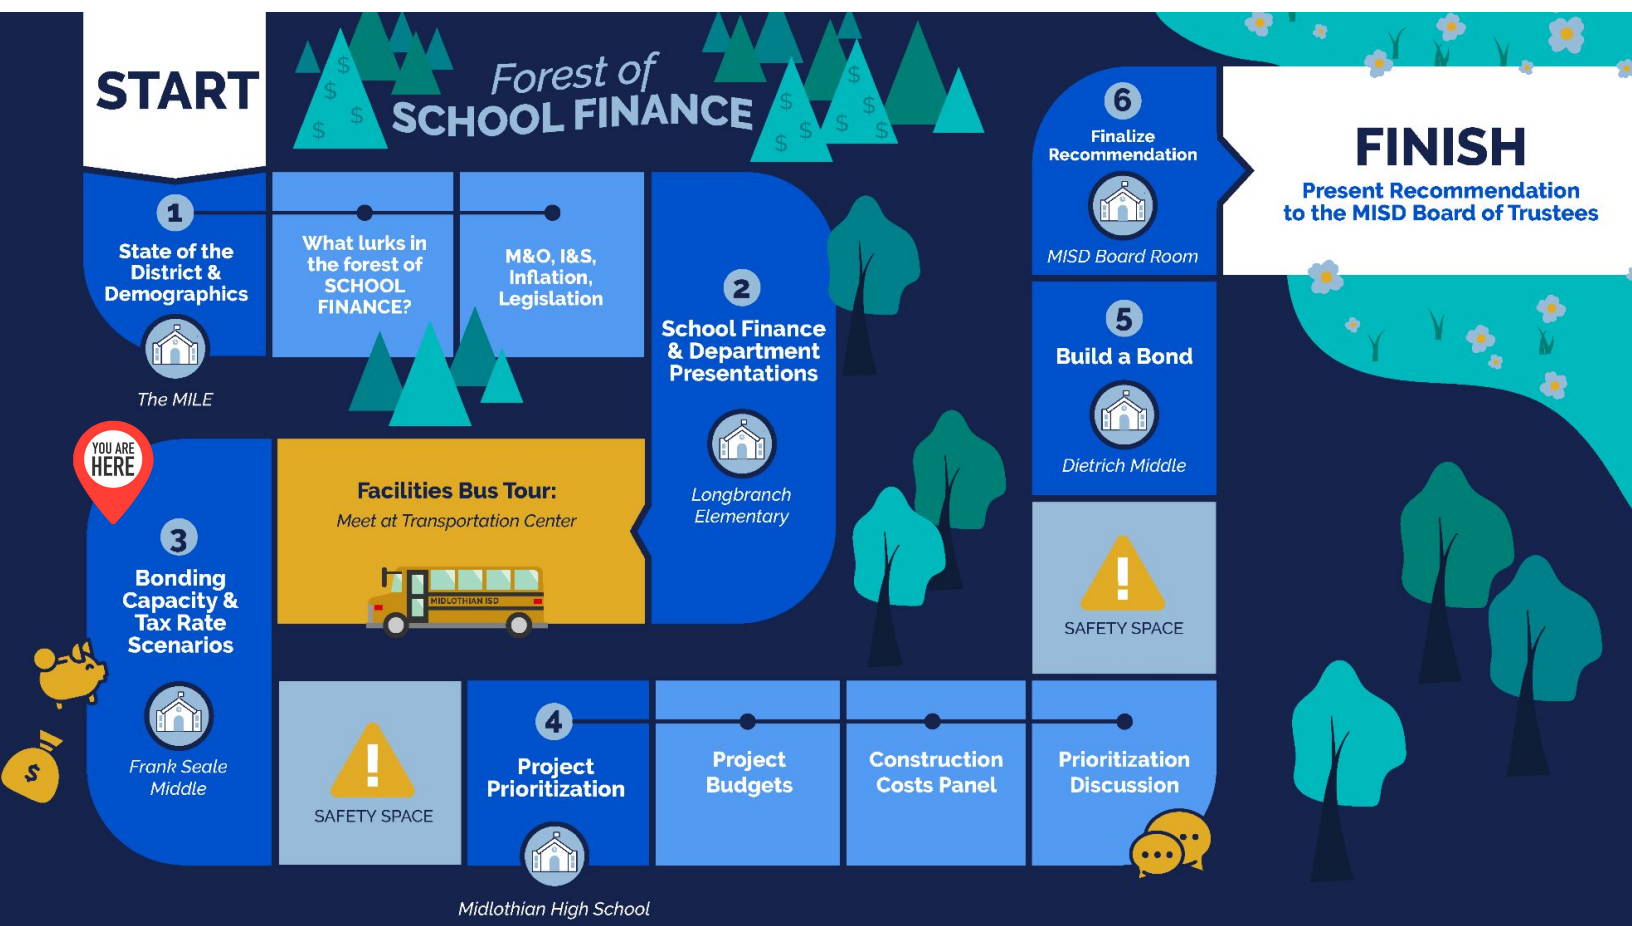 START
Forest of
SCHOOL FINANCE
$
$
$
$
$
$
$
$
$
$
1
State of the
District &
Demographics
The MILE
What lurks in
the forest of
SCHOOL
FINANCE?
M&O, I&S,
Inflation,
Legislation
2
School Finance
& Department
Presentations
Longbranch
Elementary
Facilities Bus Tour:
Meet at Transportation Center
MIDLOTHIAN ISD
YOU ARE
HERE
3
Bonding
Capacity &
Tax Rate
Scenarios
Frank Seale
Middle
$
!
SAFETY SPACE
4
Project
Prioritization
Midlothian High School
Project
Budgets
Construction
Costs Panel
Prioritization
Discussion
!
SAFETY SPACE
5
Build a Bond
Dietrich Middle
6
Finalize
Recommendation
MISD Board Room
FINISH
Present Recommendation
to the MISD Board of Trustees